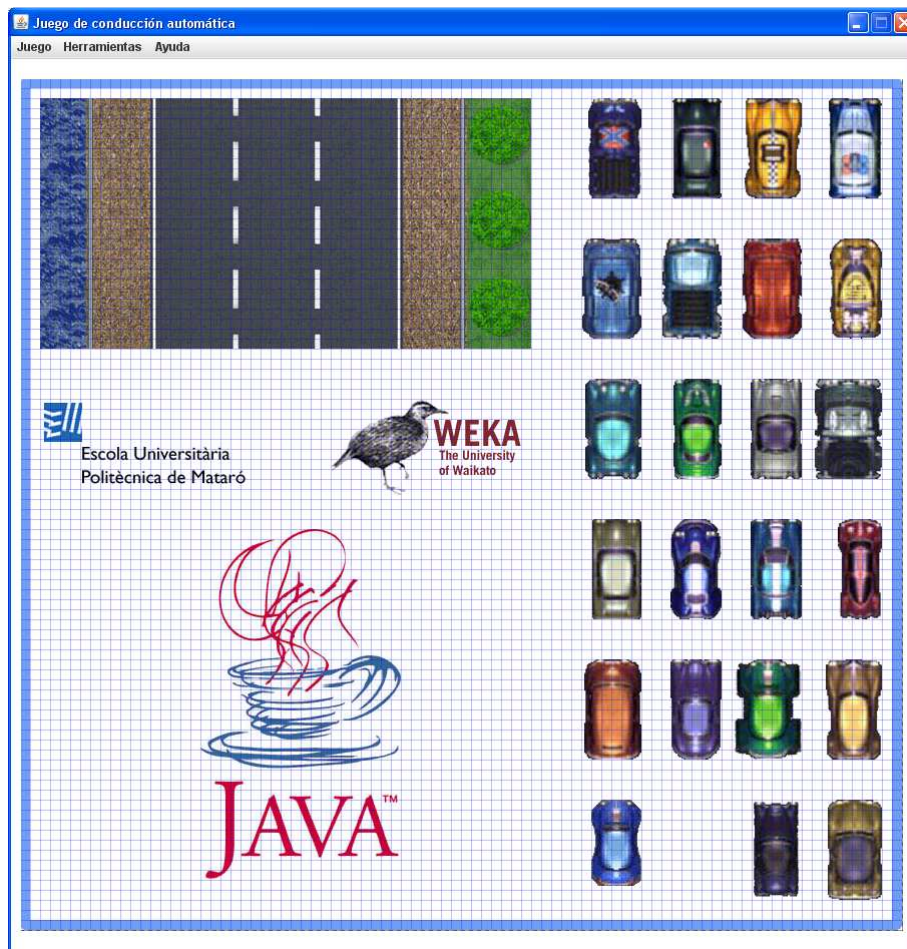 Juego de conducción automática
Juego Herramientas Ayuda
Escola Universitària
Politècnica de Mataró
WEKA
The University
of Waikato
JAVA™